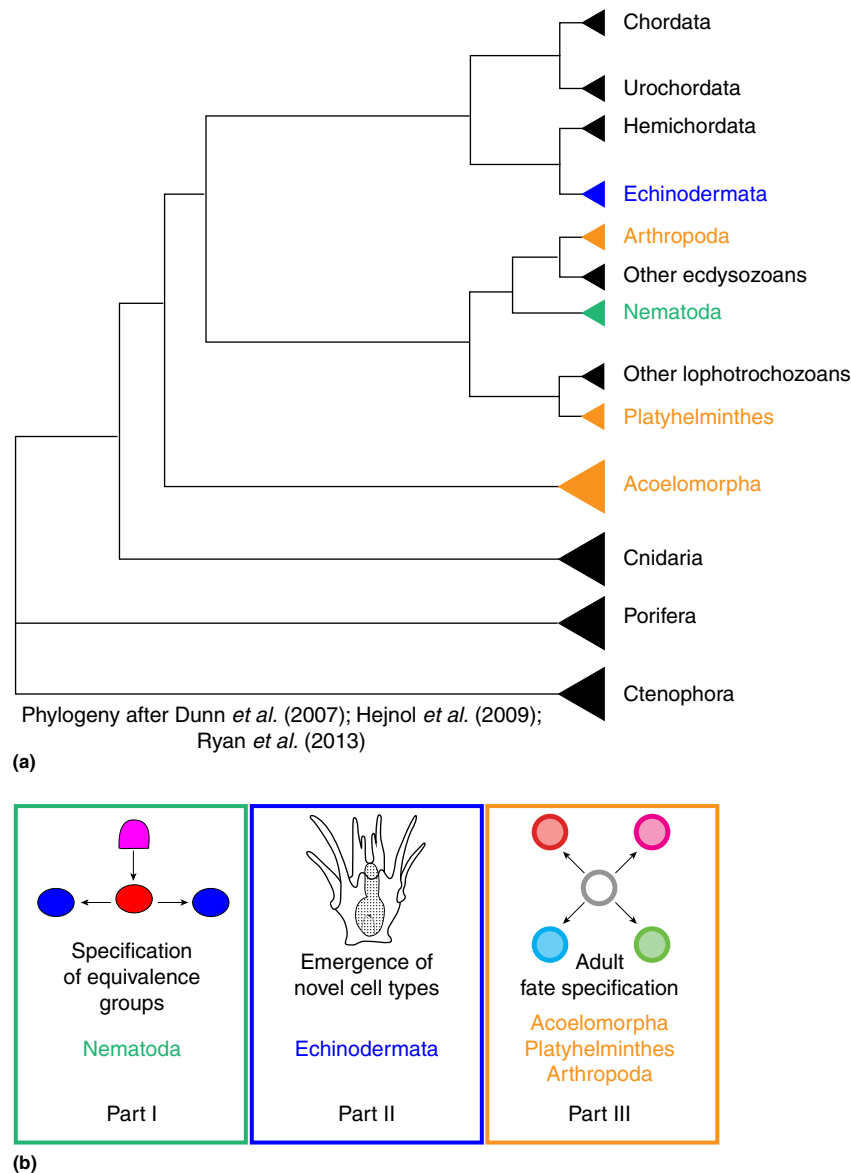 Chordata
Urochordata
Hemichordata
Echinodermata
Arthropoda
Other ecdysozoans
Nematoda
Other lophotrochozoans
Platyhelminthes
Acoelomorpha
Cnidaria
Porifera
Ctenophora
Phylogeny after Dunn et al. (2007); Hejnol et al. (2009);
Ryan et al. (2013)
(a)
Specification
of equivalence
groups
Nematoda
Part I
Emergence of
novel cell types
Echinodermata
Part II
Adult
fate specification
Acoelomorpha
Platyhelminthes
Arthropoda
Part III
(b)